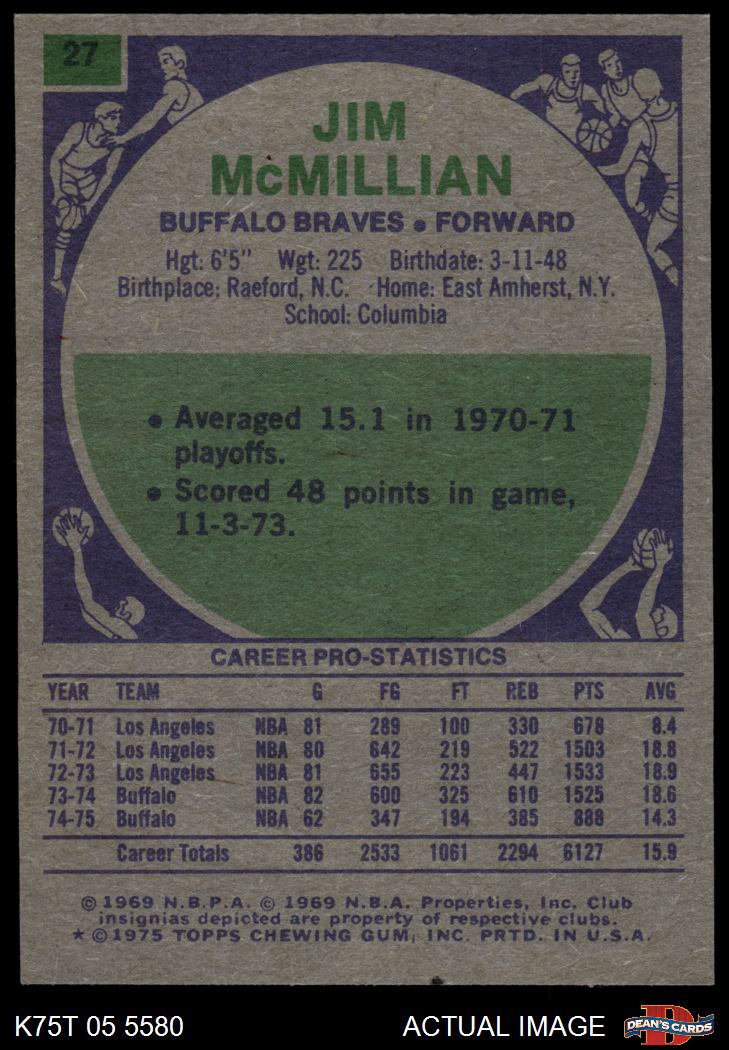 27
JIM
McMILLIAN
BUFFALO BRAVES • FORWARD
Hgt: 6'5" Wgt: 225 Birthdate: 3-11-48
Birthplace: Raeford, N.C. Home: East Amherst, N.Y.
School: Columbia
• Averaged 15.1 in 1970-71
playoffs.
• Scored 48 points in game,
11-3-73.
CAREER PRO-STATISTICS
YEAR TEAM G FG FT REB PTS AVG
70-71 Los Angeles NBA 81 289 100 330 678 8.4
71-72 Los Angeles NBA 80 642 219 522 1503 18.8
72-73 Los Angeles NBA 81 655 223 447 1533 18.9
73-74 Buffalo NBA 82 600 325 610 1525 18.6
74-75 Buffalo NBA 62 347 194 385 888 14.3
Career Totals 386 2533 1061 2294 6127 15.9
© 1969 N.B.P.A. © 1969 N.B.A. Properties, Inc. Club
insignias depicted are property of respective clubs.
* © 1975 TOPPS CHEWING GUM, INC. PRTD. IN U.S.A.
K75T 05 5580 ACTUAL IMAGE
D
DEAN'S CARDS